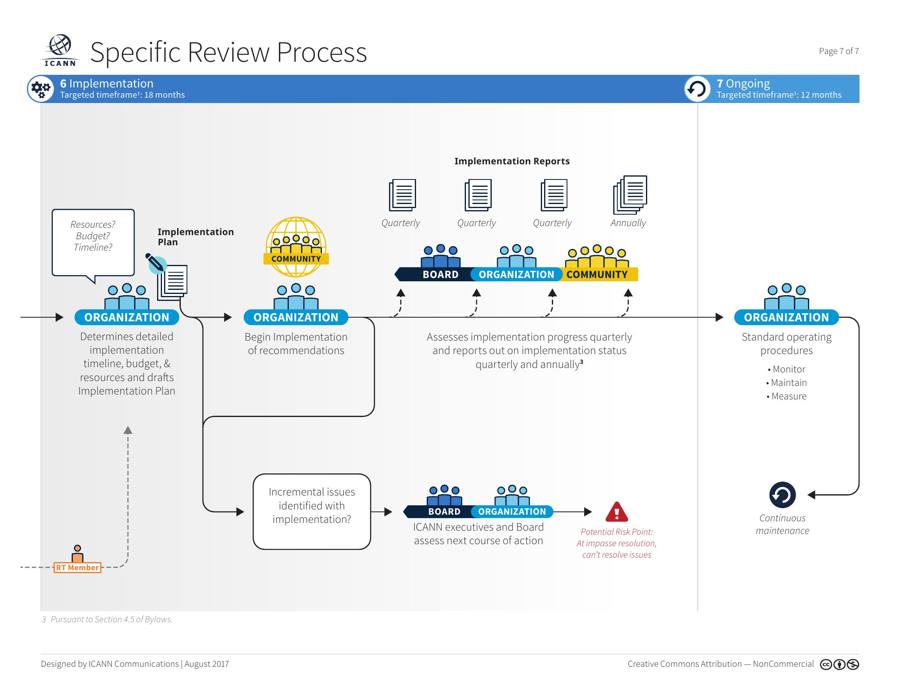 ICANN
Specific Review Process
Page 7 of 7
6 Implementation
Targeted timeframe¹: 18 months
7 Ongoing
Targeted timeframe¹: 12 months
Implementation Reports
Quarterly
Quarterly
Quarterly
Annually
Resources?
Budget?
Timeline?
Implementation
Plan
COMMUNITY
BOARD
ORGANIZATION
COMMUNITY
ORGANIZATION
Determines detailed
implementation
timeline, budget, &
resources and drafts
Implementation Plan
ORGANIZATION
Begin Implementation
of recommendations
Assesses implementation progress quarterly
and reports out on implementation status
quarterly and annually³
ORGANIZATION
Standard operating
procedures
• Monitor
• Maintain
• Measure
Incremental issues
identified with
implementation?
BOARD
ORGANIZATION
ICANN executives and Board
assess next course of action
Potential Risk Point:
At impasse resolution,
can't resolve issues
Continuous
maintenance
RT Member
3 Pursuant to Section 4.5 of Bylaws.
Designed by ICANN Communications | August 2017
Creative Commons Attribution — NonCommercial